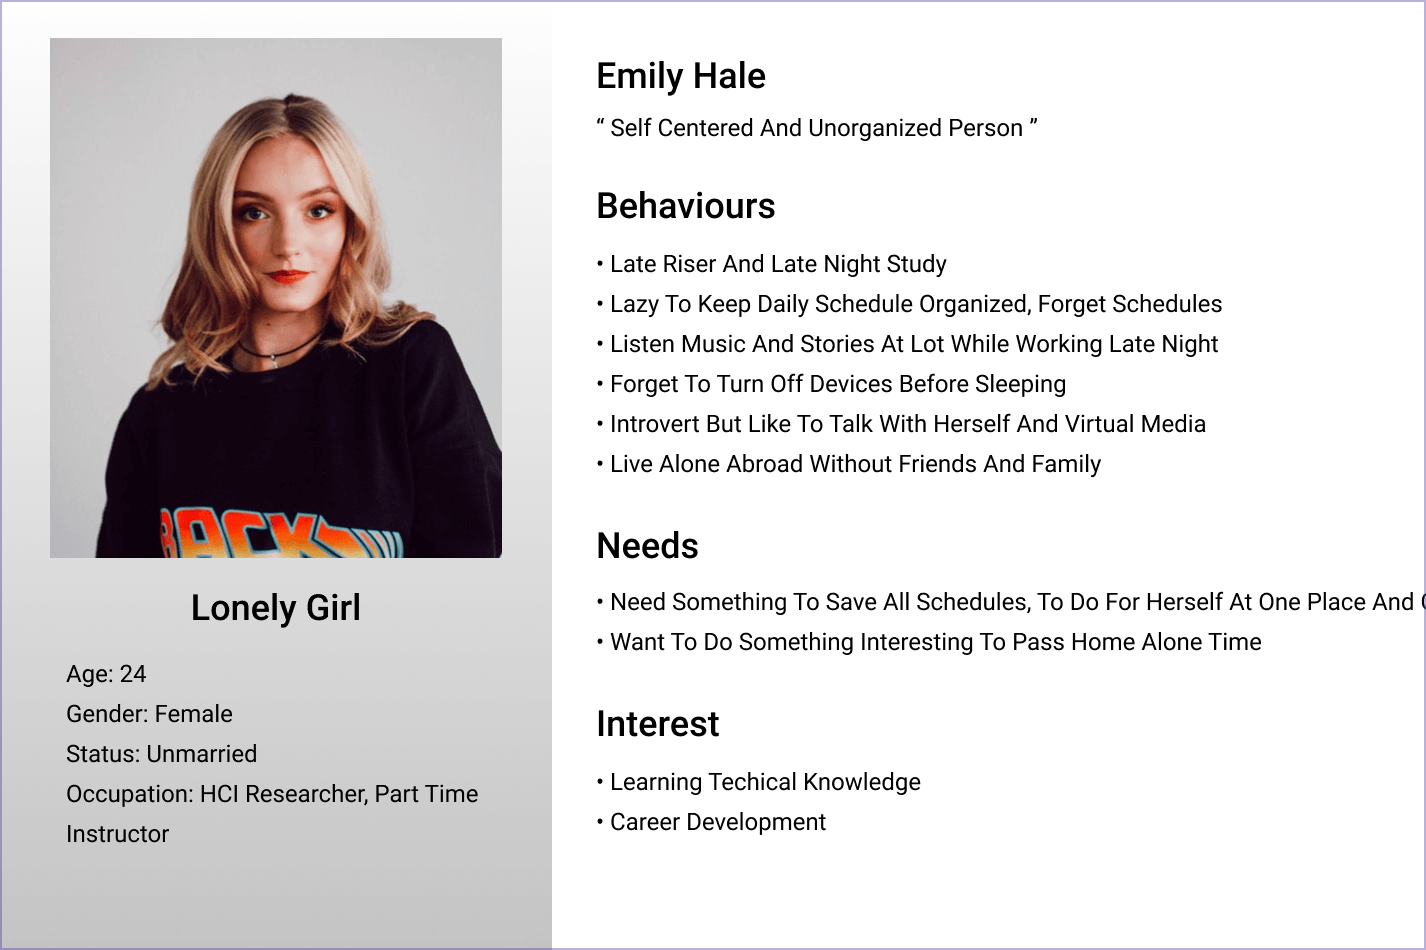 Emily Hale
“ Self Centered And Unorganized Person ”
Behaviours
• Late Riser And Late Night Study
• Lazy To Keep Daily Schedule Organized, Forget Schedules
• Listen Music And Stories At Lot While Working Late Night
• Forget To Turn Off Devices Before Sleeping
• Introvert But Like To Talk With Herself And Virtual Media
• Live Alone Abroad Without Friends And Family
Needs
• Need Something To Save All Schedules, To Do For Herself At One Place And
• Want To Do Something Interesting To Pass Home Alone Time
Interest
• Learning Techical Knowledge
• Career Development
BACK
Lonely Girl
Age: 24
Gender: Female
Status: Unmarried
Occupation: HCI Researcher, Part Time
Instructor